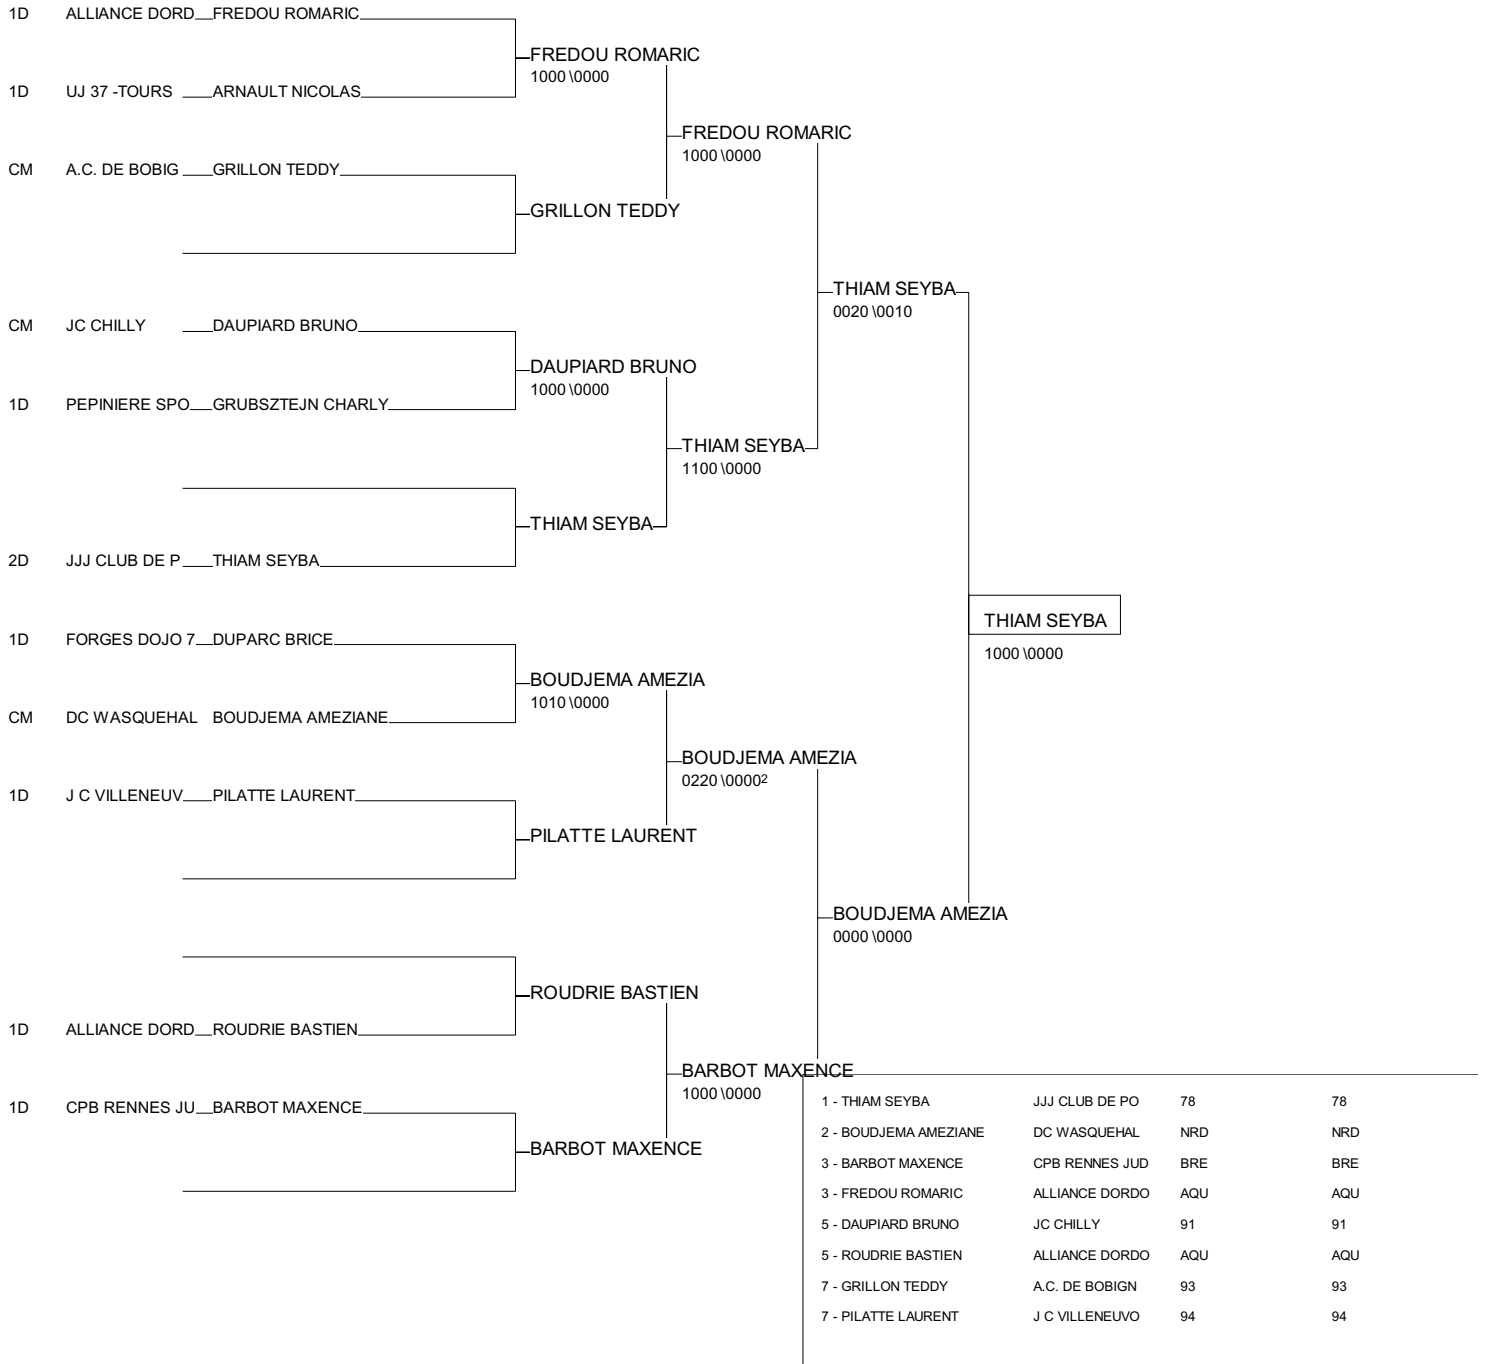 1D ALLIANCE DORD FREDOU ROMARIC
FREDOU ROMARIC
1000 \0000
1D UJ 37 -TOURS ARNAULT NICOLAS
FREDOU ROMARIC
1000 \0000
CM A.C. DE BOBIG GRILLON TEDDY
GRILLON TEDDY
THIAM SEYBA
0020 \0010
CM JC CHILLY DAUPIARD BRUNO
DAUPIARD BRUNO
1000 \0000
1D PEPINIERE SPO GRUBSZTEJN CHARLY
THIAM SEYBA
1100 \0000
THIAM SEYBA
2D JJJ CLUB DE P THIAM SEYBA
THIAM SEYBA
1000 \0000
1D FORGES DOJO 7 DUPARC BRICE
BOUDJEMA AMEZIA
1010 \0000
CM DC WASQUEHAL BOUDJEMA AMEZIANE
BOUDJEMA AMEZIA
0220 \0000²
1D J C VILLENEUV PILATTE LAURENT
PILATTE LAURENT
BOUDJEMA AMEZIA
0000 \0000
ROUDRIE BASTIEN
1D ALLIANCE DORD ROUDRIE BASTIEN
BARBOT MAXENCE
1000 \0000
1D CPB RENNES JU BARBOT MAXENCE
BARBOT MAXENCE
1 - THIAM SEYBA JJJ CLUB DE PO 78 78
2 - BOUDJEMA AMEZIANE DC WASQUEHAL NRD NRD
3 - BARBOT MAXENCE CPB RENNES JUD BRE BRE
3 - FREDOU ROMARIC ALLIANCE DORDO AQU AQU
5 - DAUPIARD BRUNO JC CHILLY 91 91
5 - ROUDRIE BASTIEN ALLIANCE DORDO AQU AQU
7 - GRILLON TEDDY A.C. DE BOBIGN 93 93
7 - PILATTE LAURENT J C VILLENEUVO 94 94